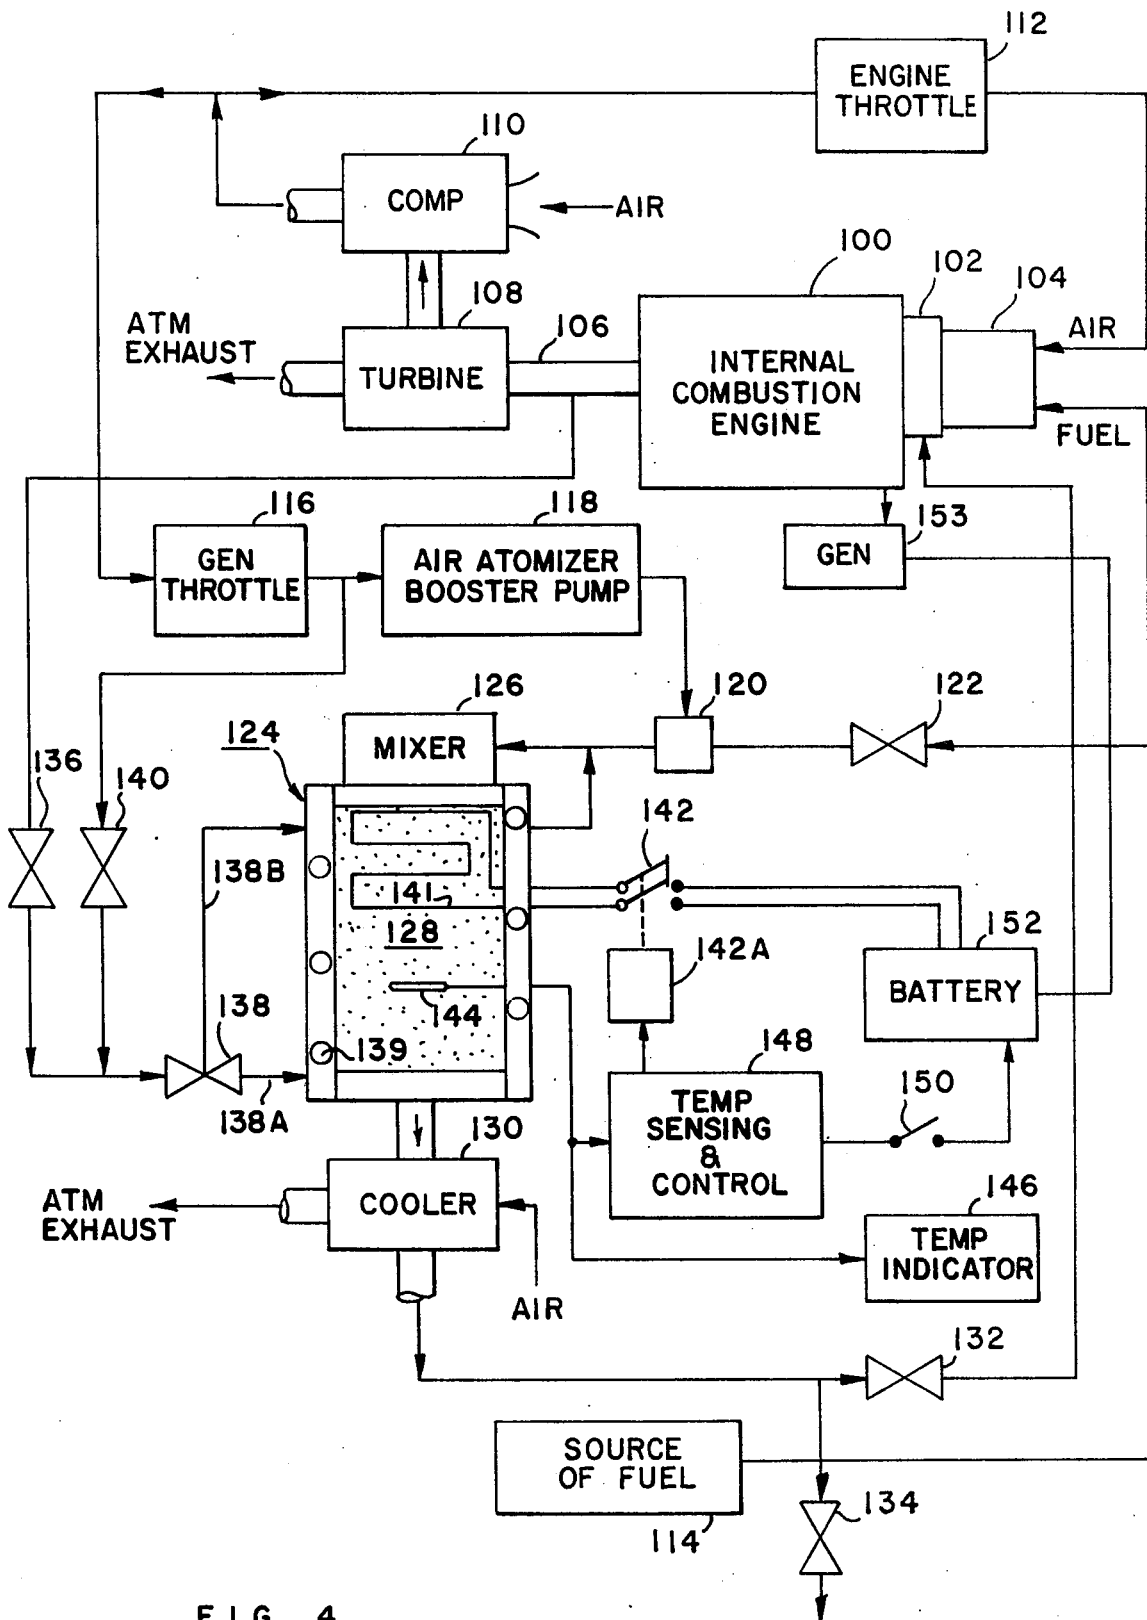 112
ENGINE
THROTTLE
110
COMP
AIR
100
102
104
108
ATM
EXHAUST
106
AIR
TURBINE
INTERNAL
COMBUSTION
ENGINE
FUEL
116
118
153
GEN
THROTTLE
AIR ATOMIZER
BOOSTER PUMP
GEN
126
120
122
124
MIXER
136
140
142
138B
141
128
142A
152
BATTERY
144
138
139
148
150
138A
TEMP
SENSING
&
CONTROL
130
ATM
EXHAUST
COOLER
146
TEMP
INDICATOR
AIR
132
SOURCE
OF FUEL
134
114
FIG. 4